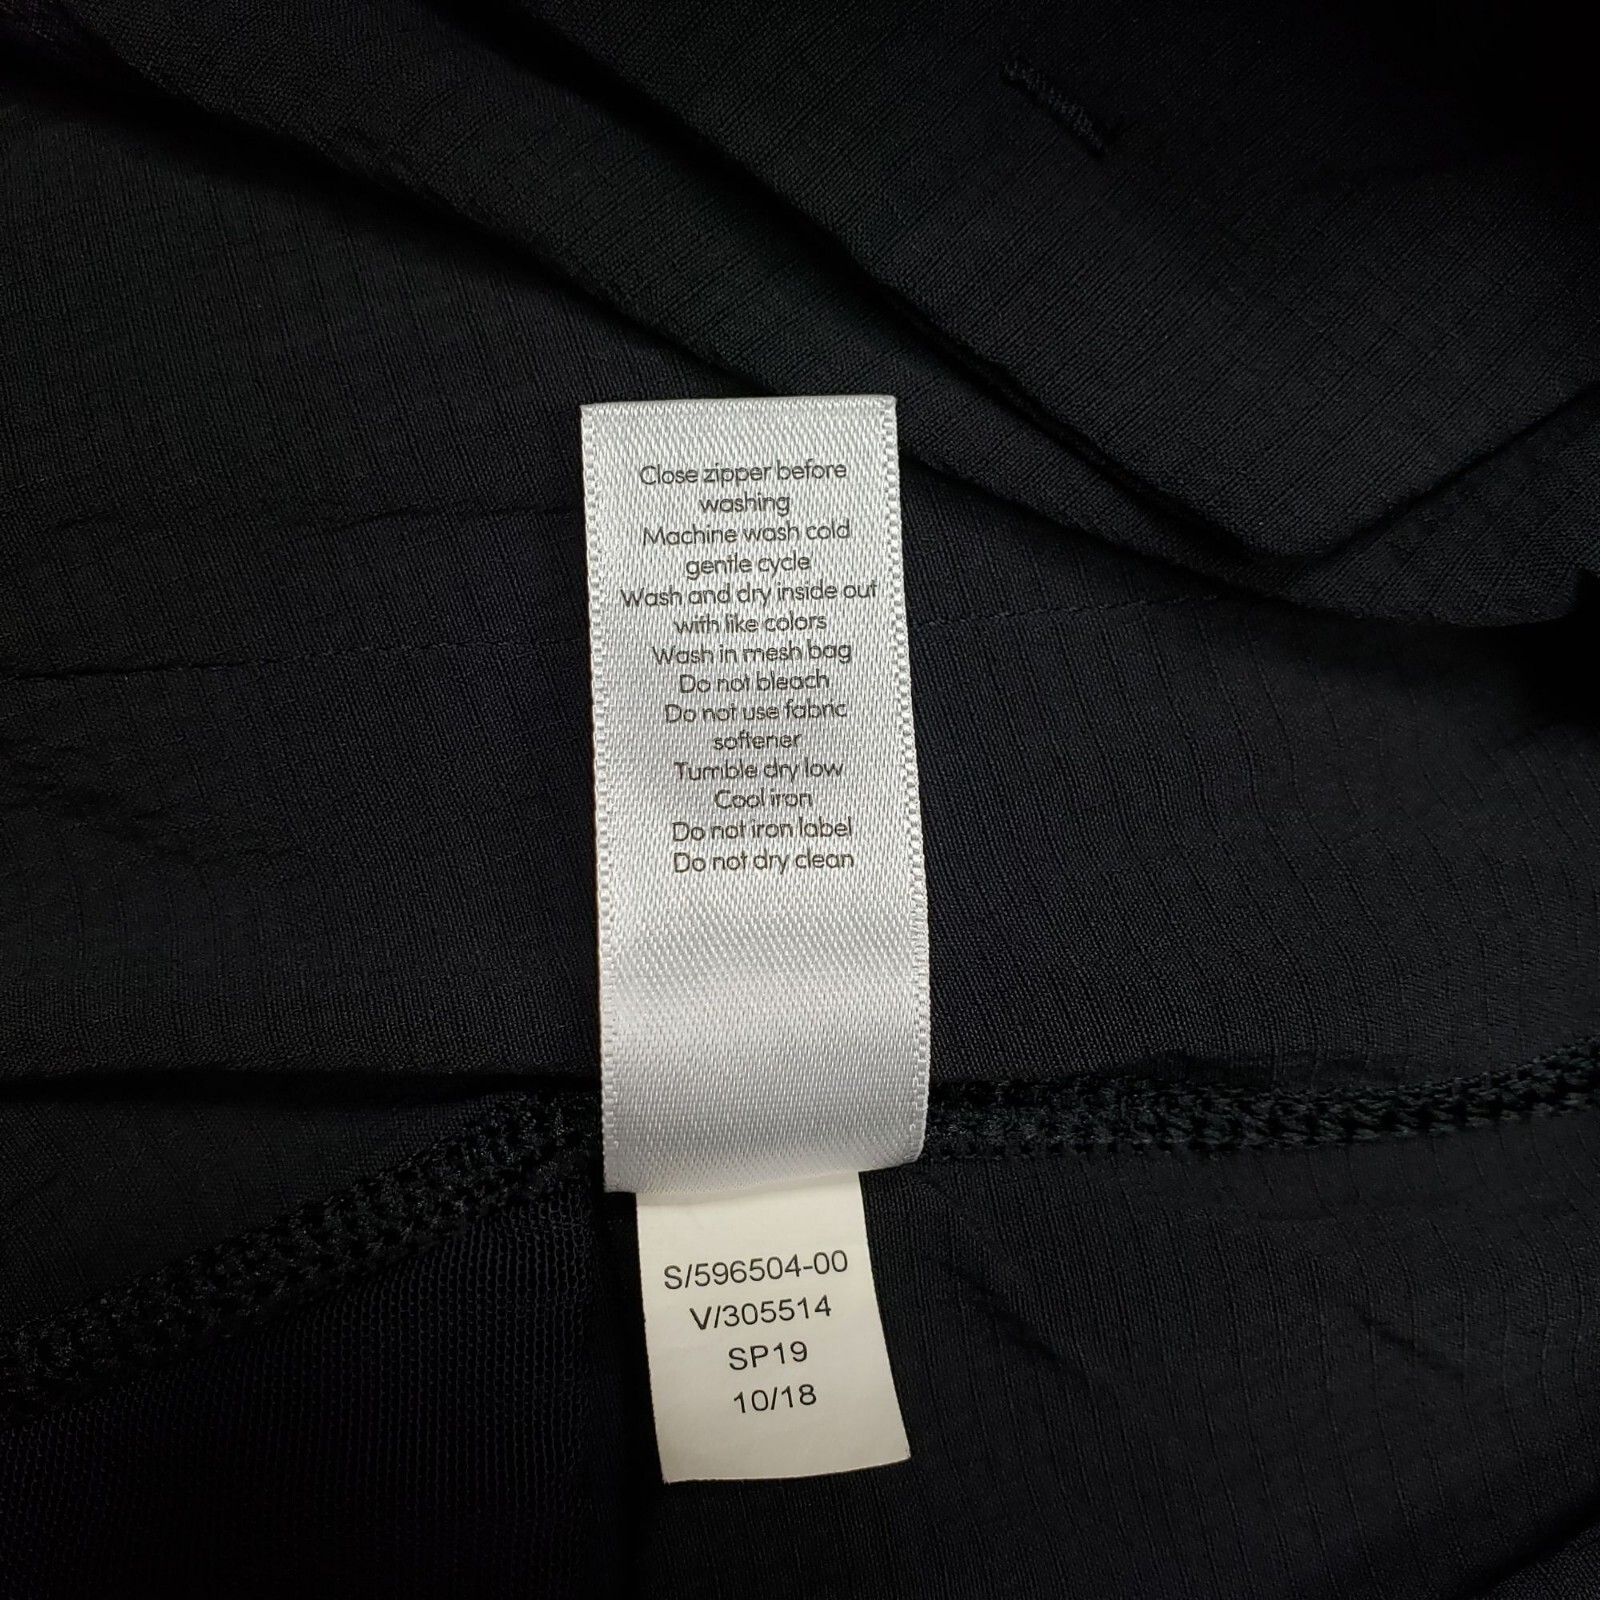 Close zipper before
washing
Machine wash cold
gentle cycle
Wash and dry inside out
with like colors
Wash in mesh bag
Do not bleach
Do not use fabric
softener
Tumble dry low
Cool iron
Do not iron label
Do not dry clean
S/596504-00
V/305514
SP19
10/18